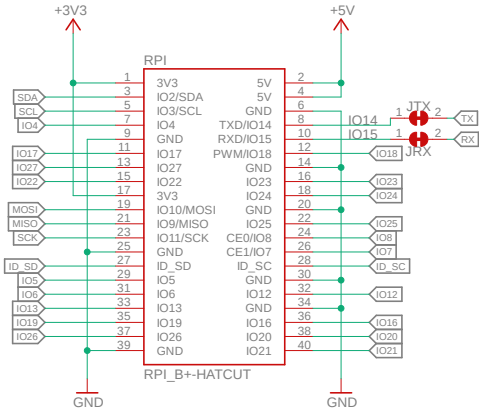 +3V3 +5V
RPI
1 3V3 5V 2
SDA 3 IO2/SDA 5V 4
SCL 5 IO3/SCL GND 6
IO4 7 IO4 TXD/IO14 8 IO14 1 JTX 2 TX
9 GND RXD/IO15 10 IO15 1 JRX 2 RX
IO17 11 IO17 PWM/IO18 12 IO18
IO27 13 IO27 GND 14
IO22 15 IO22 IO23 16 IO23
17 3V3 IO24 18 IO24
MOSI 19 IO10/MOSI GND 20
MISO 21 IO9/MISO IO25 22 IO25
SCK 23 IO11/SCK CE0/IO8 24 IO8
25 GND CE1/IO7 26 IO7
ID_SD 27 ID_SD ID_SC 28 ID_SC
IO5 29 IO5 GND 30
IO6 31 IO6 IO12 32 IO12
IO13 33 IO13 GND 34
IO19 35 IO19 IO16 36 IO16
IO26 37 IO26 IO20 38 IO20
39 GND IO21 40 IO21
RPI_B+-HATCUT
GND GND